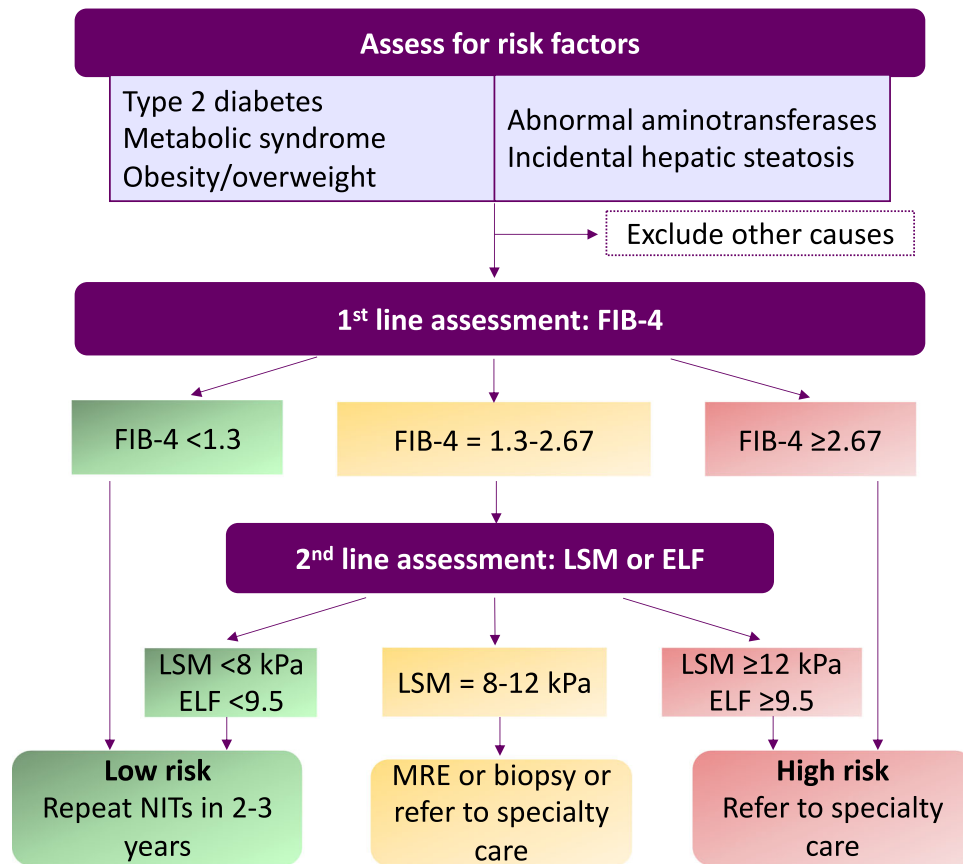 Assess for risk factors
Type 2 diabetes
Metabolic syndrome
Obesity/overweight
Abnormal aminotransferases
Incidental hepatic steatosis
Exclude other causes
1st line assessment: FIB-4
FIB-4 <1.3
FIB-4 = 1.3-2.67
FIB-4 ≥2.67
2nd line assessment: LSM or ELF
LSM <8 kPa
ELF <9.5
LSM = 8-12 kPa
LSM ≥12 kPa
ELF ≥9.5
Low risk
Repeat NITs in 2-3
years
MRE or biopsy or
refer to specialty
care
High risk
Refer to specialty
care